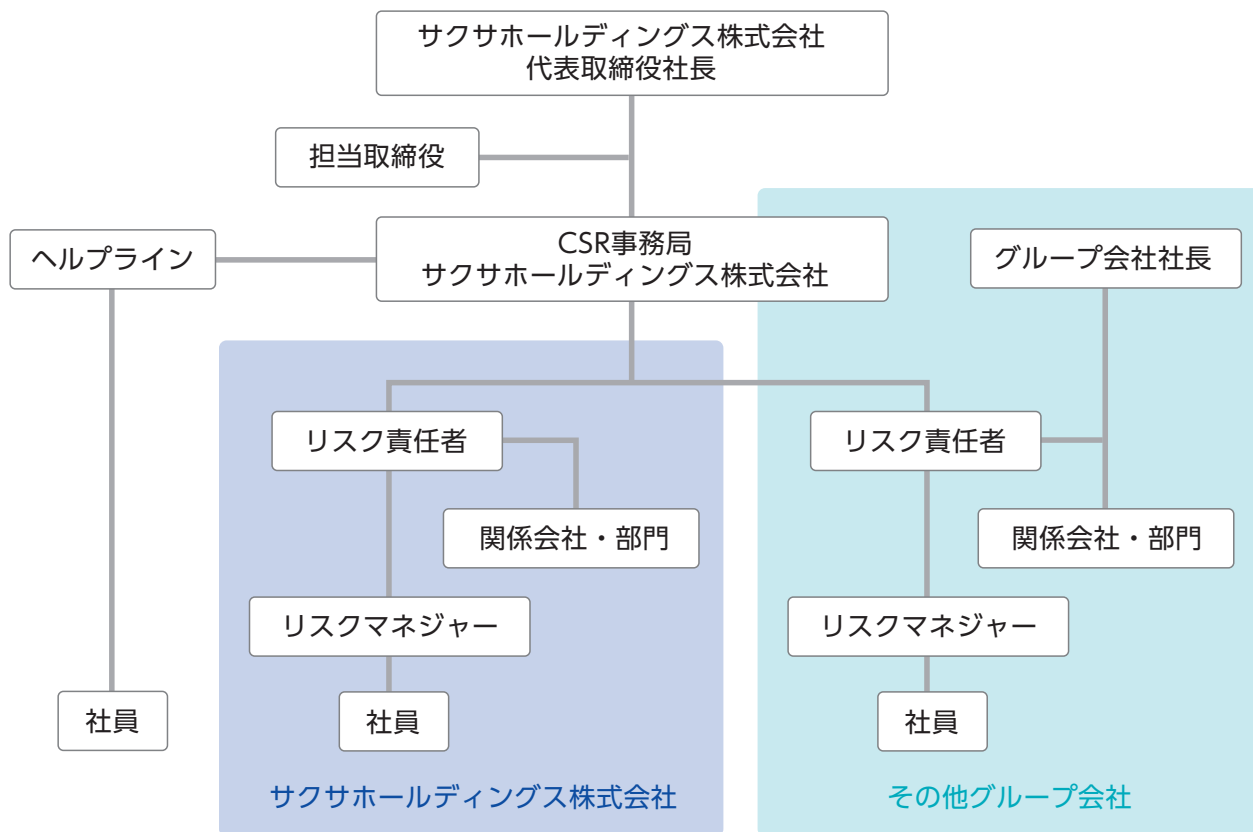 サクサホールディングス株式会社
代表取締役社長
担当取締役
ヘルプライン
CSR事務局
サクサホールディングス株式会社
グループ会社社長
リスク責任者
リスク責任者
関係会社・部門
関係会社・部門
リスクマネジャー
リスクマネジャー
社員
社員
社員
サクサホールディングス株式会社
その他グループ会社